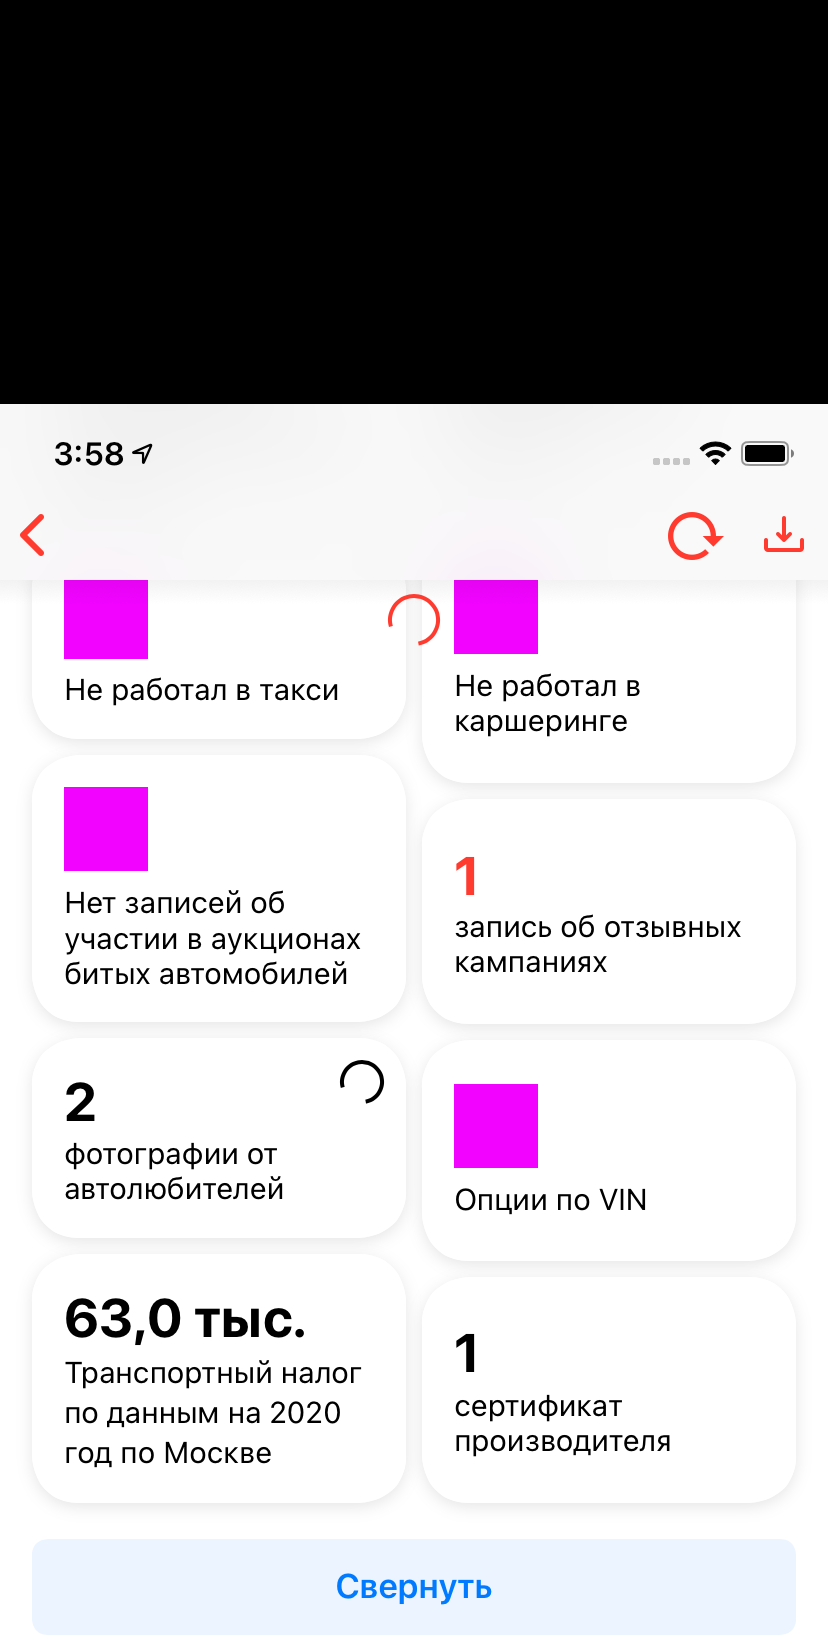 3:58
Не работал в такси
Не работал в
каршеринге
Нет записей об
участии в аукционах
битых автомобилей
1
запись об отзывных
кампаниях
2
фотографии от
автолюбителей
Опции по VIN
63,0 тыс.
Транспортный налог
по данным на 2020
год по Москве
1
сертификат
производителя
Свернуть